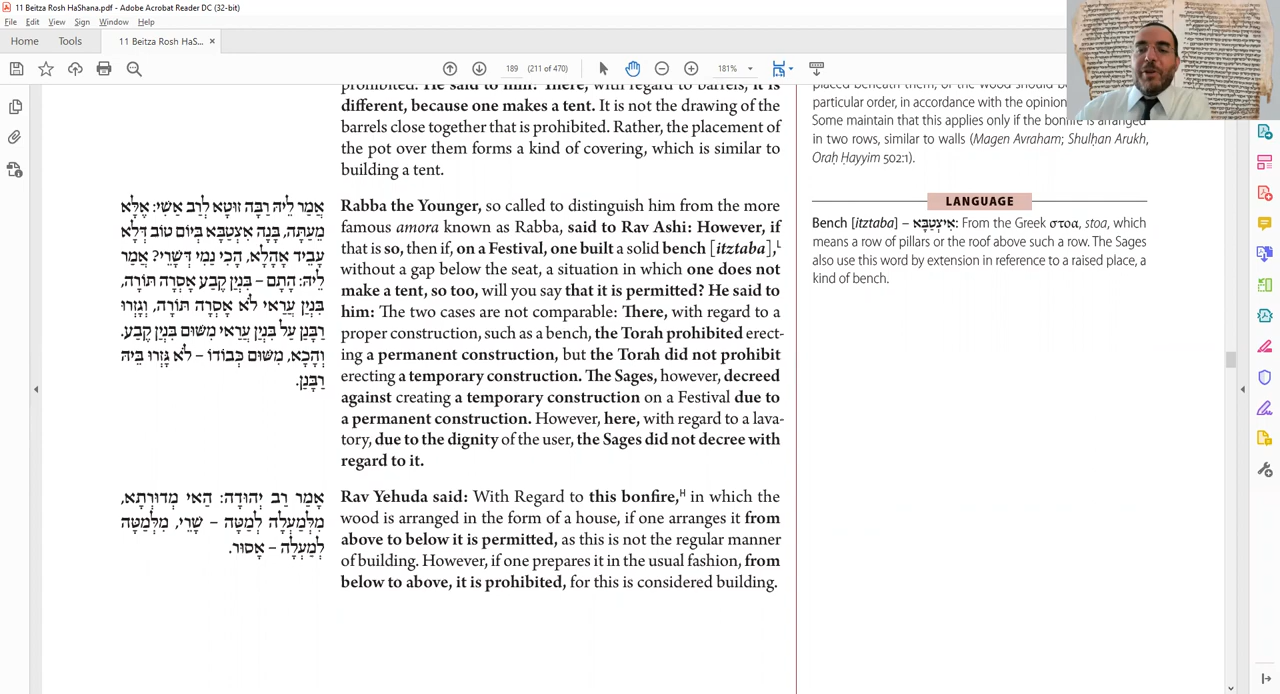 11 Beitza Rosh HaShana.pdf - Adobe Acrobat Reader DC (32-bit)
File Edit View Sign Window Help
Home Tools 11 Beitza Rosh HaS... ×
189 (211 of 470) 181%
prohibited. He said to him: There, with regard to barrels, it is
different, because one makes a tent. It is not the drawing of the
barrels close together that is prohibited. Rather, the placement of
the pot over them forms a kind of covering, which is similar to
building a tent.
אֲמַר לֵיהּ רַבָּה זוּטָא לְרַב אַשִׁי: אֶלָּא
מֵעַתָּה, בָּנָה אִצְטַבָּא בְּיוֹם טוֹב דְּלָא
עָבֵיד אָהֳלָא, הָכִי נַמֵי דְּשָׁרֵי? אֲמַר
לֵיהּ: הָתָם – בִּנְיַן קֶבַע אָסְרָה תּוֹרָה,
בִּנְיַן עֲרַאי לֹא אָסְרָה תּוֹרָה, וְגָזְרוּ
רַבָּנַן עַל בִּנְיַן עֲרַאי מִשּׁוּם בִּנְיַן קֶבַע.
וְהָכָא, מִשּׁוּם כְּבוֹדוֹ – לֹא גָּזְרוּ בֵּיהּ
רַבָּנַן.
Rabba the Younger, so called to distinguish him from the more
famous amora known as Rabba, said to Rav Ashi: However, if
that is so, then if, on a Festival, one built a solid bench [itztaba],L
without a gap below the seat, a situation in which one does not
make a tent, so too, will you say that it is permitted? He said to
him: The two cases are not comparable: There, with regard to a
proper construction, such as a bench, the Torah prohibited erect-
ing a permanent construction, but the Torah did not prohibit
erecting a temporary construction. The Sages, however, decreed
against creating a temporary construction on a Festival due to
a permanent construction. However, here, with regard to a lava-
tory, due to the dignity of the user, the Sages did not decree with
regard to it.
אָמַר רַב יְהוּדָה: הַאי מְדוּרְתָא,
מִלְּמַעְלָה לְמַטָּה – שָׁרֵי, מִלְּמַטָּה
לְמַעְלָה – אָסוּר.
Rav Yehuda said: With Regard to this bonfire,H in which the
wood is arranged in the form of a house, if one arranges it from
above to below it is permitted, as this is not the regular manner
of building. However, if one prepares it in the usual fashion, from
below to above, it is prohibited, for this is considered building.
placed beneath them, or the wood should be
particular order, in accordance with the opinion
Some maintain that this applies only if the bonfire is arranged
in two rows, similar to walls (Magen Avraham; Shulḥan Arukh,
Oraḥ Ḥayyim 502:1).
LANGUAGE
Bench [itztaba] – אִיצְטַבָּא: From the Greek στοα, stoa, which
means a row of pillars or the roof above such a row. The Sages
also use this word by extension in reference to a raised place, a
kind of bench.